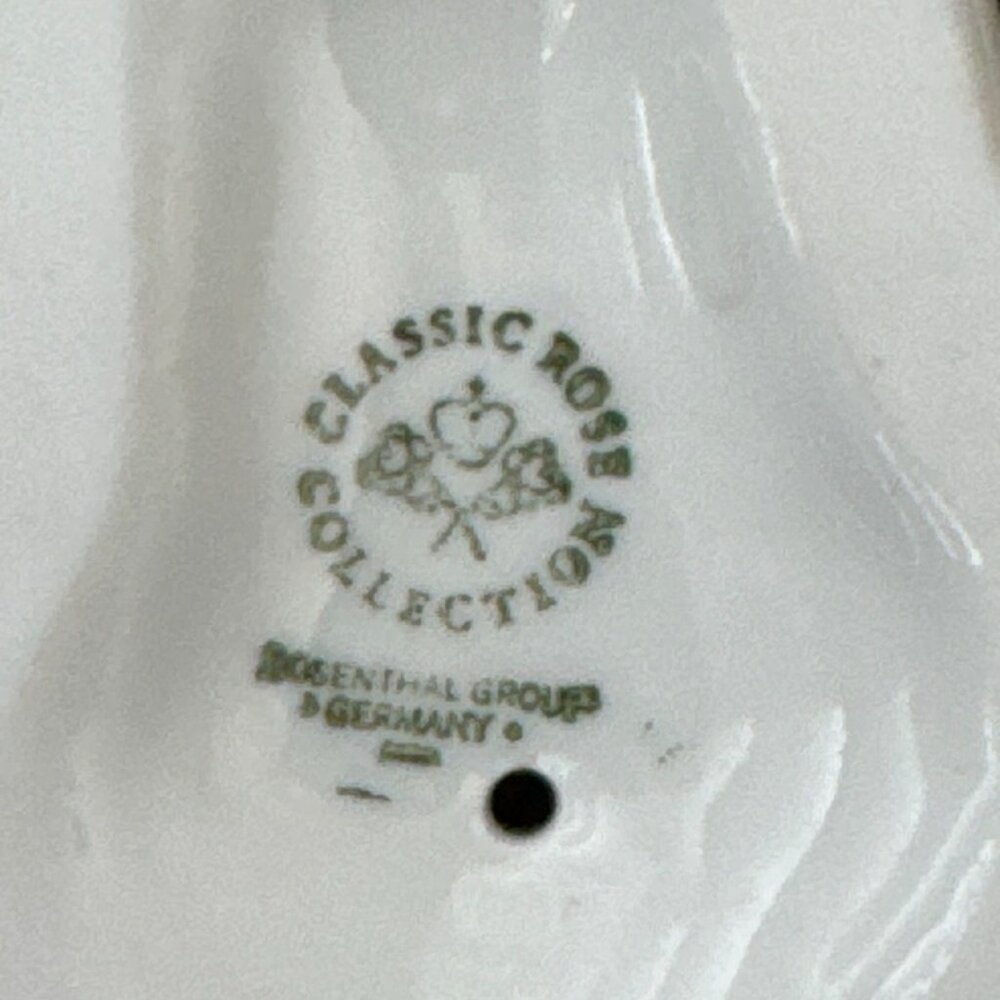 CLASSIC ROSE
COLLECTION
ROSENTHAL GROUP
GERMANY